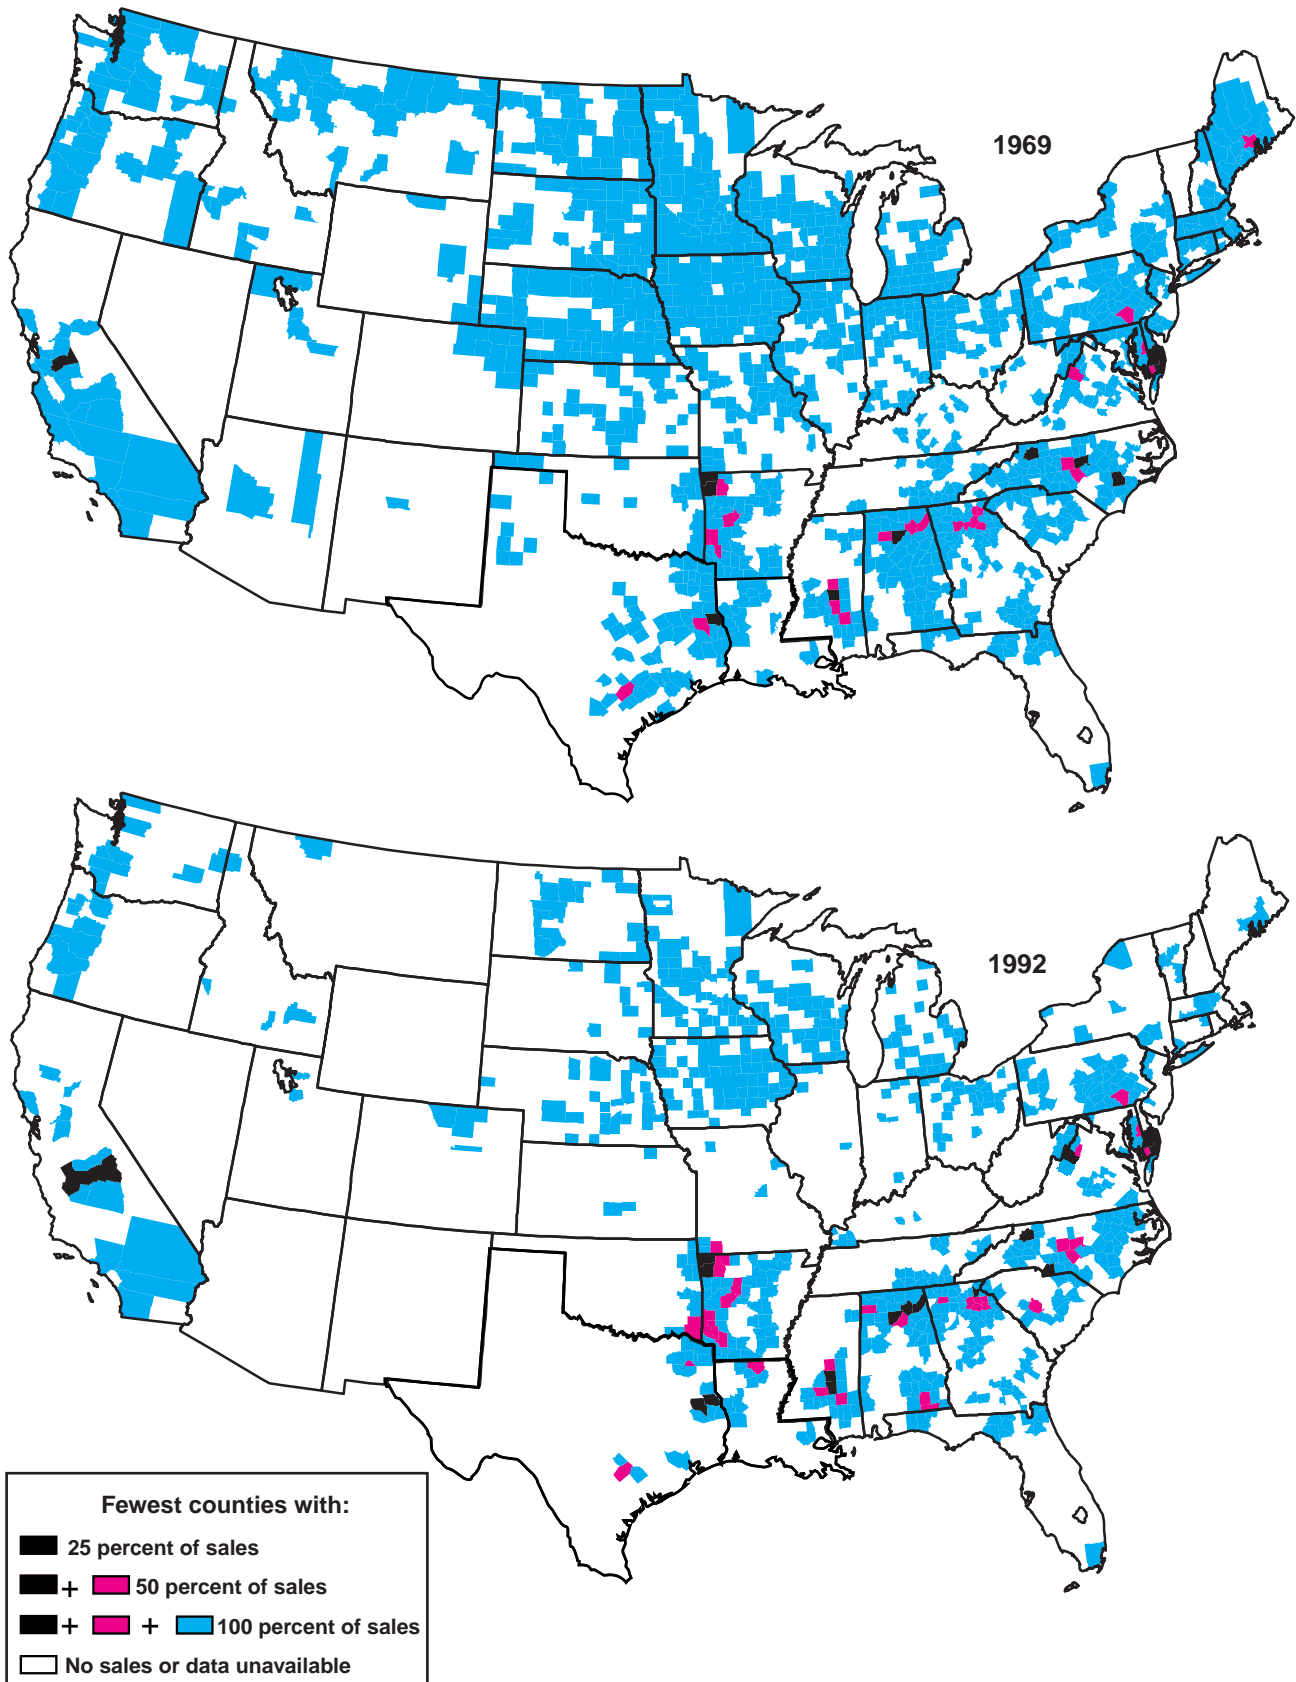 1969
1992
Fewest counties with:
25 percent of sales
+ 50 percent of sales
+ + 100 percent of sales
No sales or data unavailable